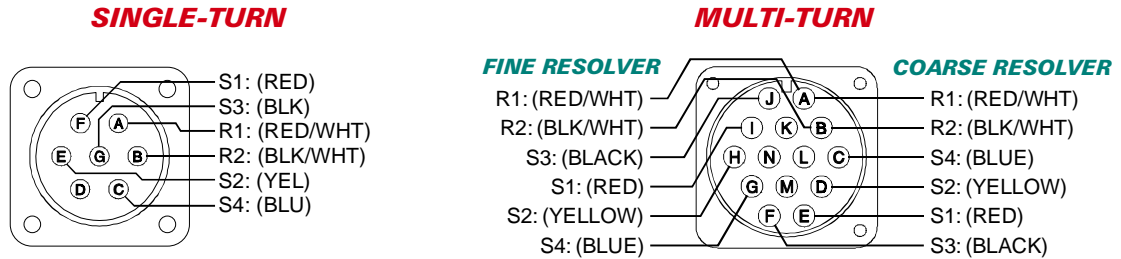 SINGLE-TURN
S1: (RED)
S3: (BLK)
R1: (RED/WHT)
R2: (BLK/WHT)
S2: (YEL)
S4: (BLU)
F A
E G B
D C
MULTI-TURN
FINE RESOLVER
R1: (RED/WHT)
R2: (BLK/WHT)
S3: (BLACK)
S1: (RED)
S2: (YELLOW)
S4: (BLUE)
J A
I K B
H N L C
G M D
F E
COARSE RESOLVER
R1: (RED/WHT)
R2: (BLK/WHT)
S4: (BLUE)
S2: (YELLOW)
S1: (RED)
S3: (BLACK)